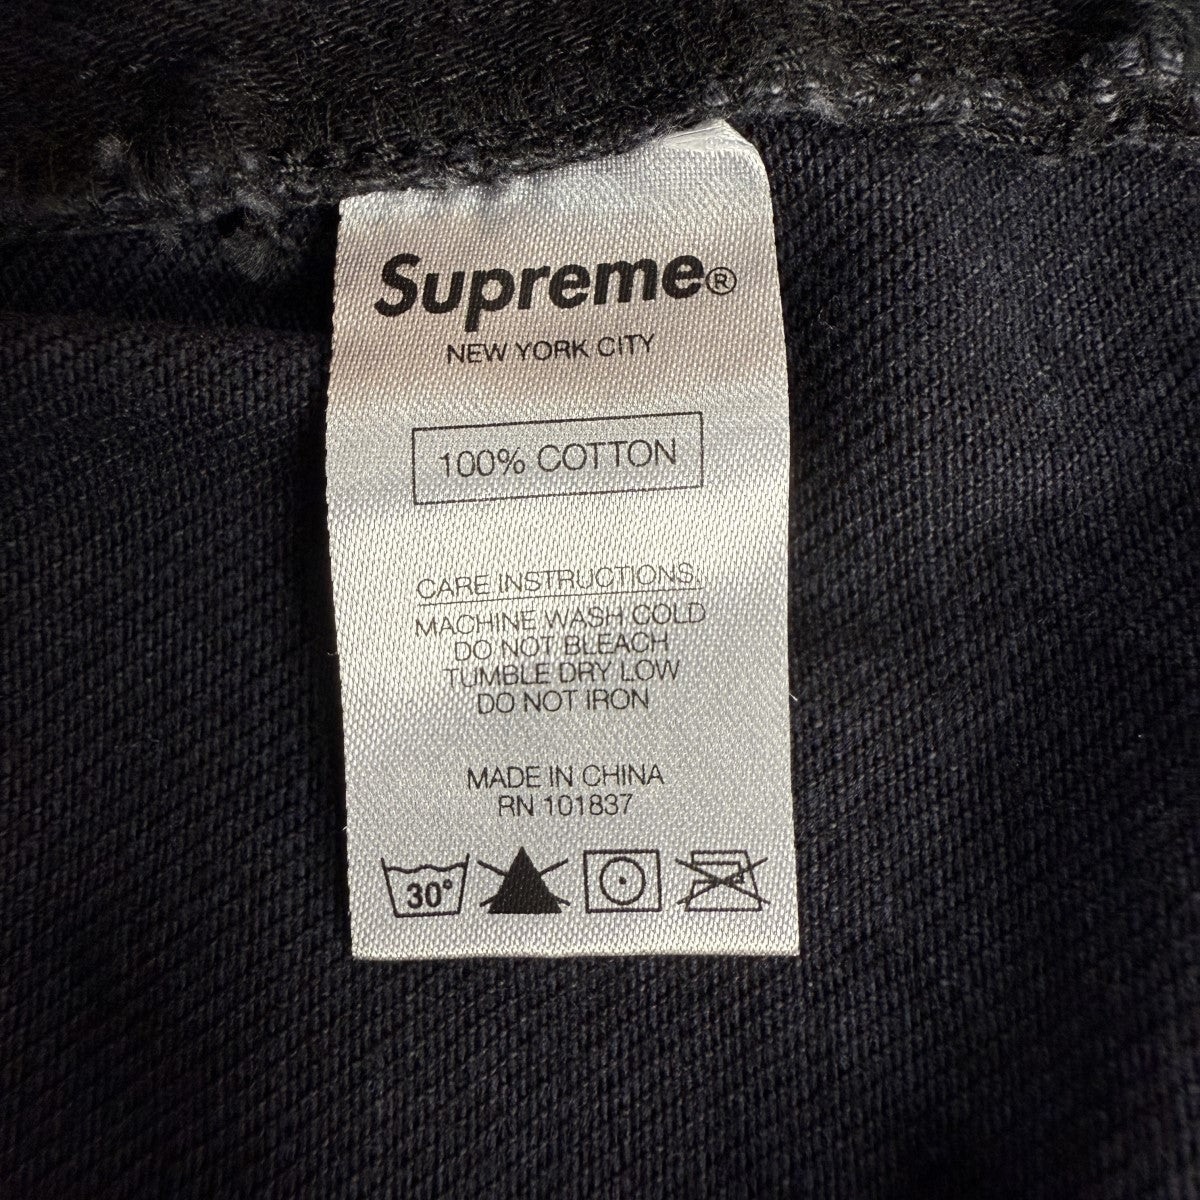 Supreme®
NEW YORK CITY
100% COTTON
CARE INSTRUCTIONS.
MACHINE WASH COLD
DO NOT BLEACH
TUMBLE DRY LOW
DO NOT IRON
MADE IN CHINA
RN 101837
30°